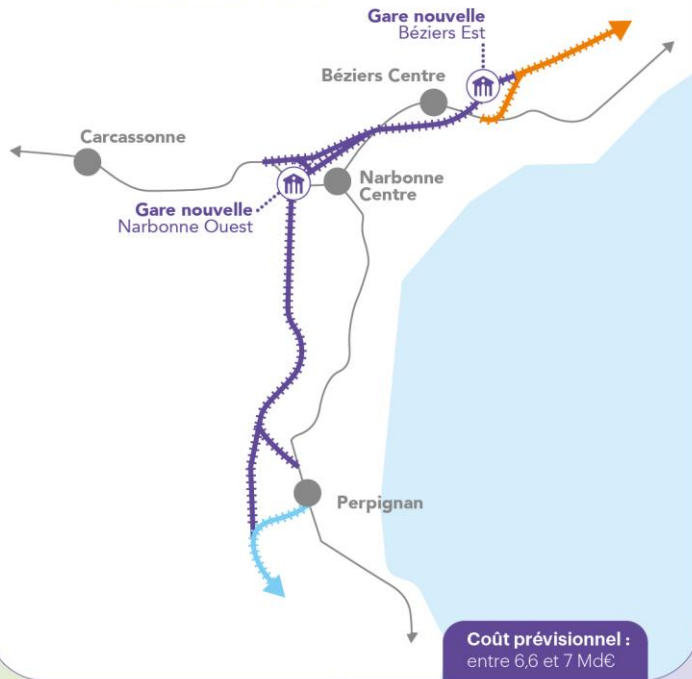 Gare nouvelle
Béziers Est
Béziers Centre
Carcassonne
Narbonne
Centre
Gare nouvelle
Narbonne Ouest
Perpignan
Coût prévisionnel :
entre 6,6 et 7 Md€